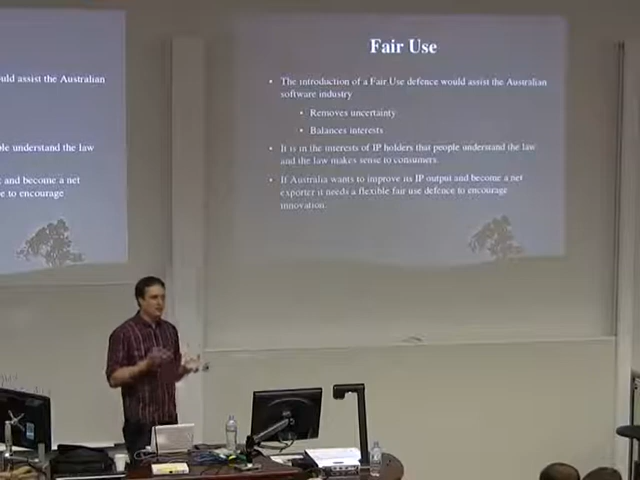 uld assist the Australian
ple understand the law
and become a net
e to encourage
Fair Use
• The introduction of a Fair Use defence would assist the Australian
software industry
• Removes uncertainty
• Balances interests
• It is in the interests of IP holders that people understand the law
and the law makes sense to consumers.
• If Australia wants to improve its IP output and become a net
exporter it needs a flexible fair use defence to encourage
innovation.